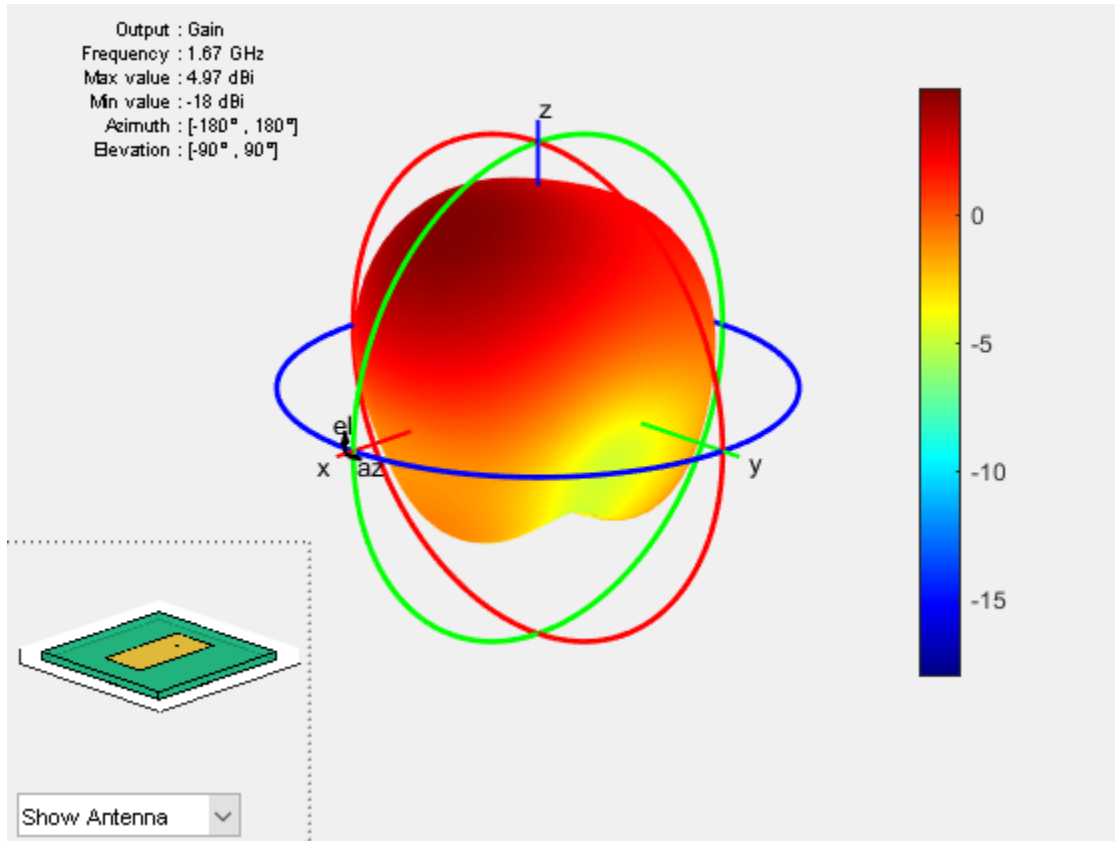 Output : Gain
Frequency : 1.67 GHz
Max value : 4.97 dBi
Min value : -18 dBi
Azimuth : [-180° , 180°]
Elevation : [-90° , 90°]
z
0
-5
el
x
az
y
-10
-15
Show Antenna